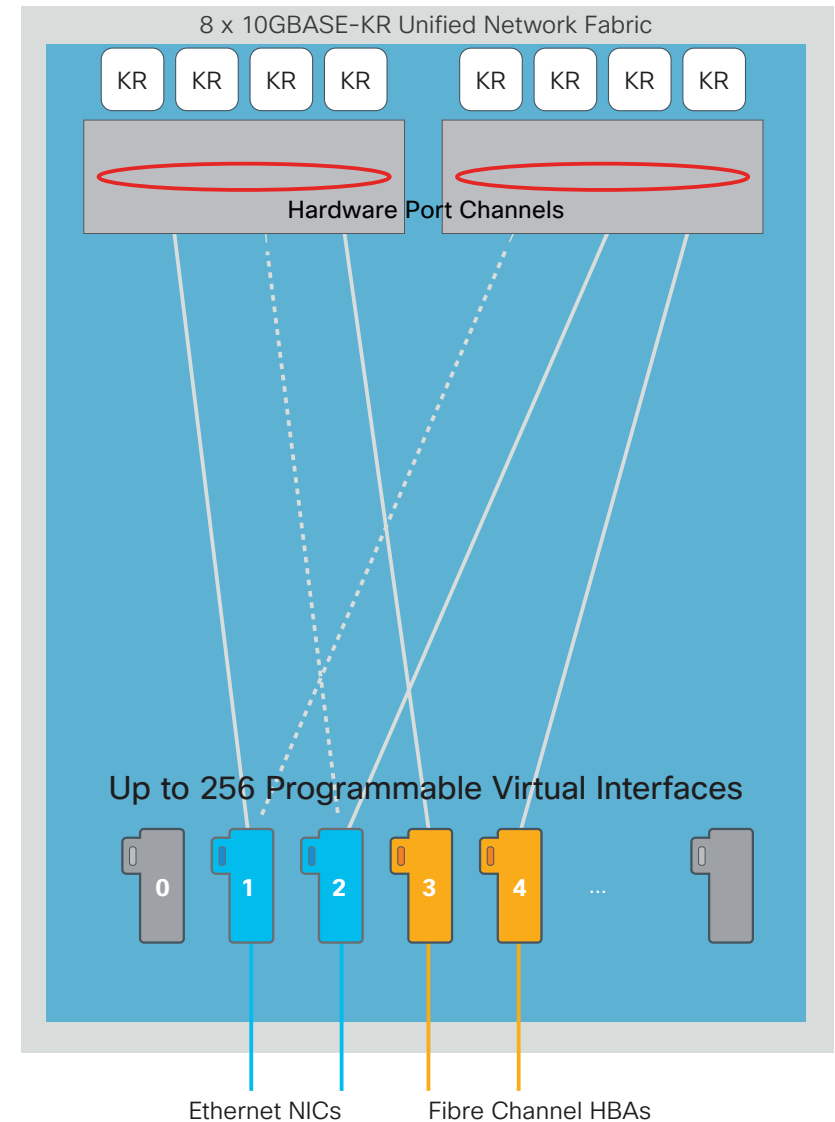 8 x 10GBASE-KR Unified Network Fabric
KR KR KR KR KR KR KR KR
Hardware Port Channels
Up to 256 Programmable Virtual Interfaces
0 1 2 3 4 ...
Ethernet NICs Fibre Channel HBAs